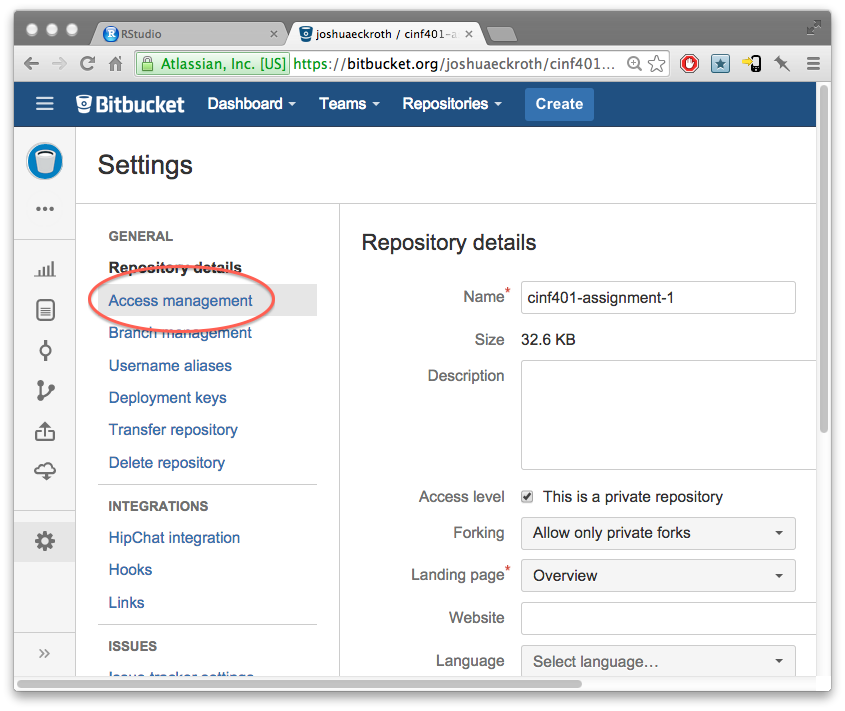 RStudio
joshuaeckroth / cinf401-a
Atlassian, Inc. [US] https://bitbucket.org/joshuaeckroth/cinf401...
Bitbucket Dashboard Teams Repositories Create
Settings
GENERAL
Repository details
Access management
Branch management
Username aliases
Deployment keys
Transfer repository
Delete repository
INTEGRATIONS
HipChat integration
Hooks
Links
ISSUES
Issue tracker settings
Repository details
Name* cinf401-assignment-1
Size 32.6 KB
Description
Access level This is a private repository
Forking Allow only private forks
Landing page* Overview
Website
Language Select language...